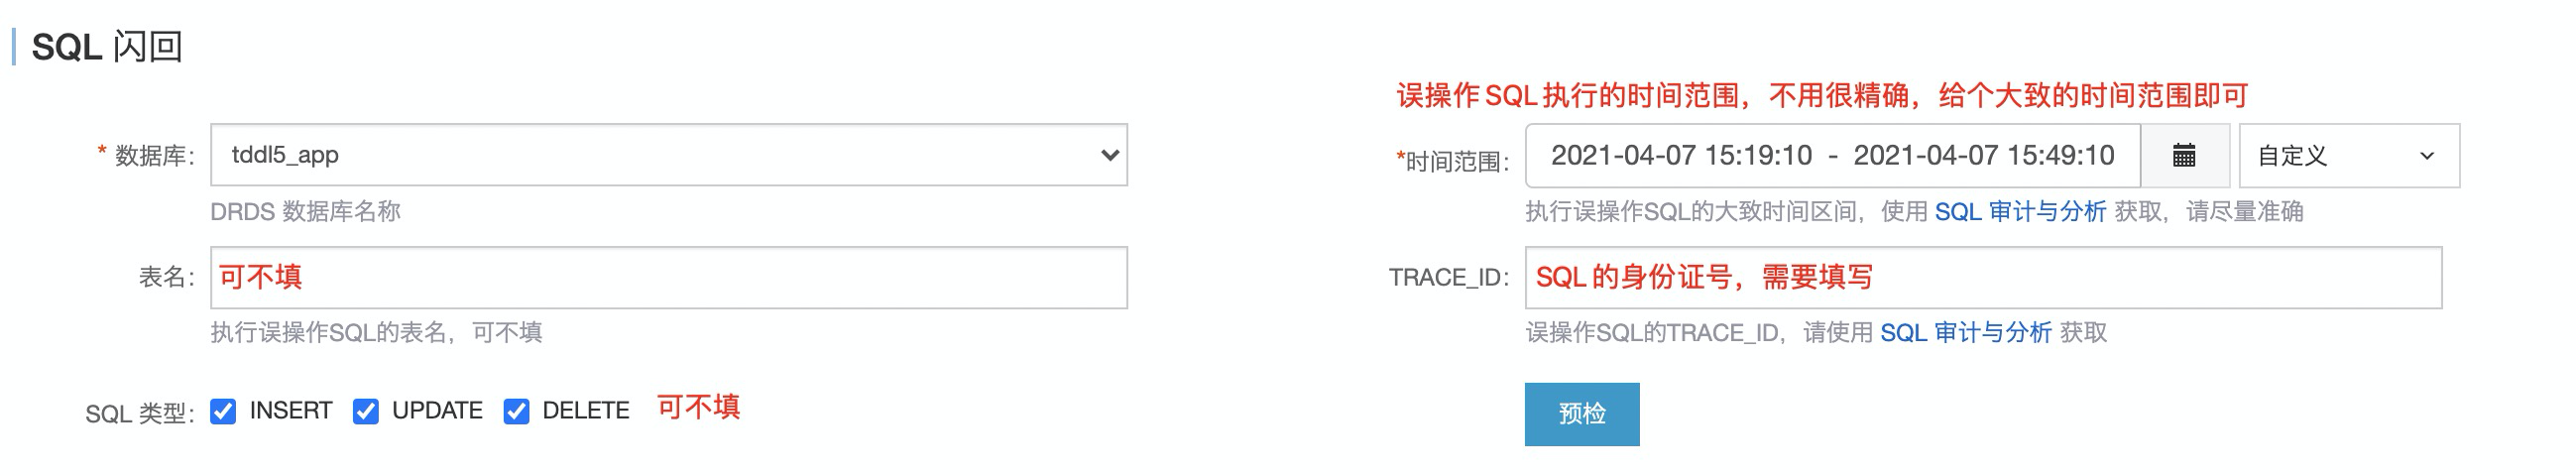 SQL 闪回
误操作 SQL 执行的时间范围，不用很精确，给个大致的时间范围即可
* 数据库： tddl5_app
*时间范围： 2021-04-07 15:19:10 - 2021-04-07 15:49:10 自定义
DRDS 数据库名称
执行误操作SQL的大致时间区间，使用 SQL 审计与分析 获取，请尽量准确
表名： 可不填
TRACE_ID： SQL 的身份证号，需要填写
执行误操作SQL的表名，可不填
误操作SQL的TRACE_ID，请使用 SQL 审计与分析 获取
SQL 类型： INSERT UPDATE DELETE 可不填
预检